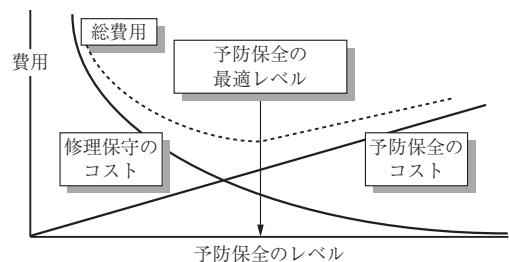 総費用
予防保全の
最適レベル
費用
修理保守の
コスト
予防保全の
コスト
予防保全のレベル